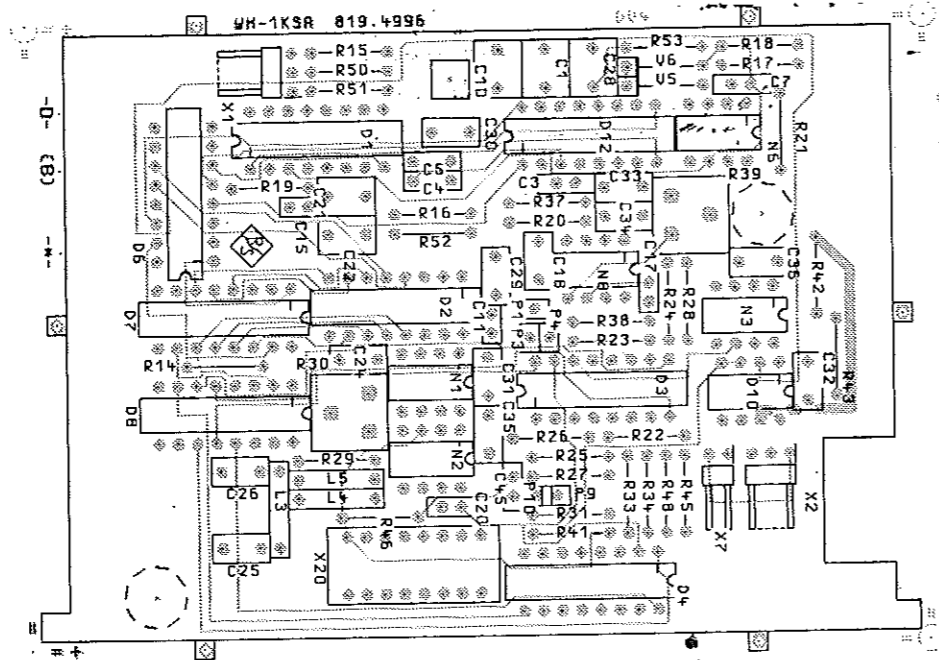 YM-1KSA 819.4996
R15
R50
R51
X1
C10
C1
C28
R53
V6
V5
R18
R17
C7
-D-
(B)
-*-
D1
C30
D12
N5
R21
R19
C21
C15
C5
C4
R16
R52
C3
R37
R20
C33
C34
R39
D6
C22
C29
C18
N8
C17
R24
R28
C35
R42
D7
D2
C11
P1
P4
P3
R38
R23
N3
R14
R30
C24
N1
C31
D3
D10
C32
R43
D8
N2
C35
R26
R22
R29
L5
L4
L3
C26
C25
C45
P10
P9
R25
R27
R31
R41
R33
R34
R48
R45
C20
R46
X20
D4
X7
X2